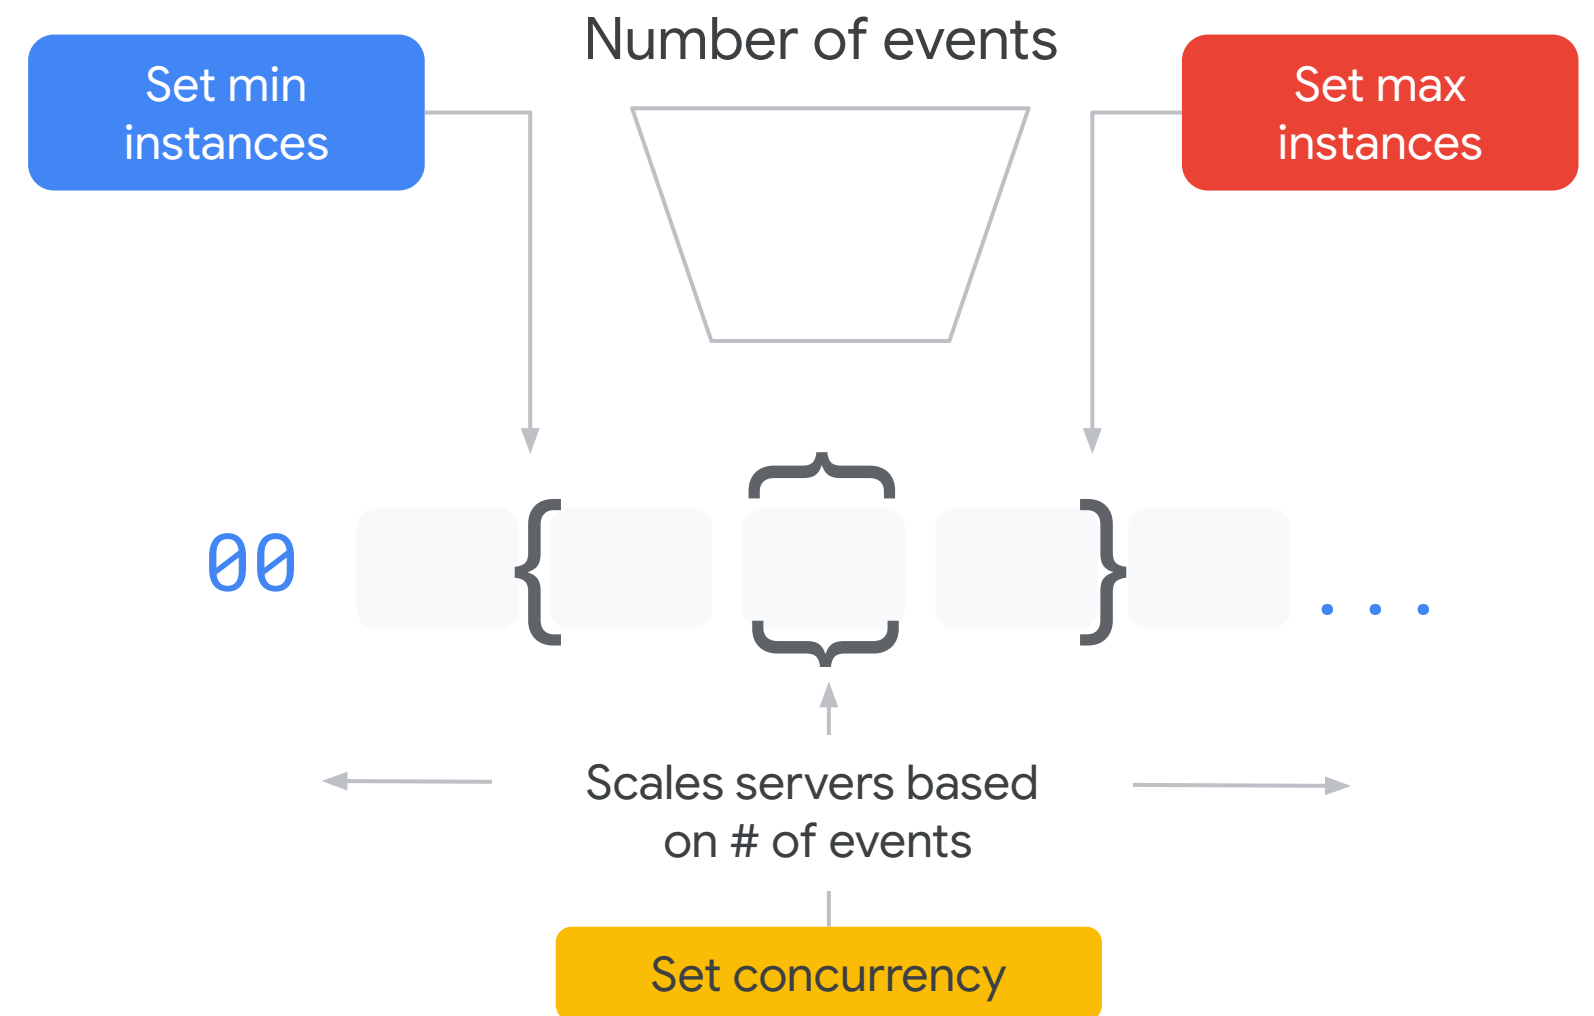 Number of events
Set min
instances
Set max
instances
{
}
{
}
00
...
Scales servers based
on # of events
Set concurrency